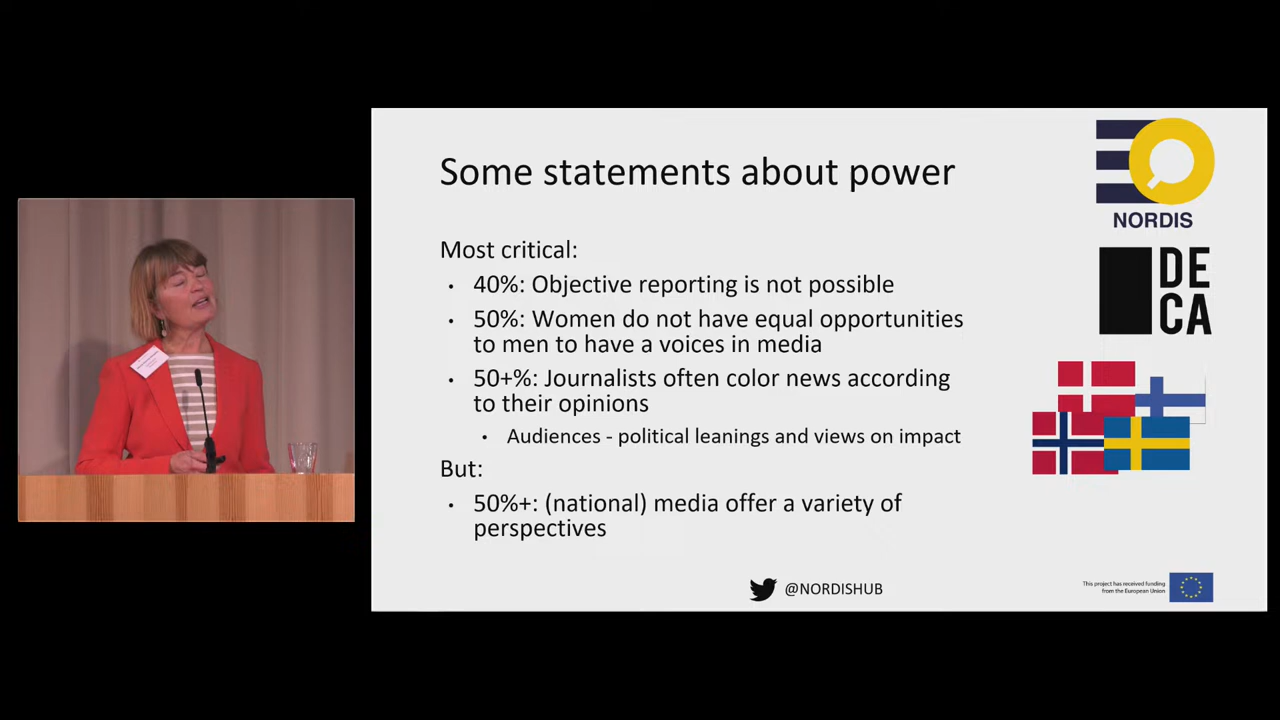 Some statements about power
Most critical:
• 40%: Objective reporting is not possible
• 50%: Women do not have equal opportunities
to men to have a voices in media
• 50+%: Journalists often color news according
to their opinions
• Audiences - political leanings and views on impact
But:
• 50%+: (national) media offer a variety of
perspectives
@NORDISHUB
NORDIS
DE
CA
This project has received funding
from the European Union